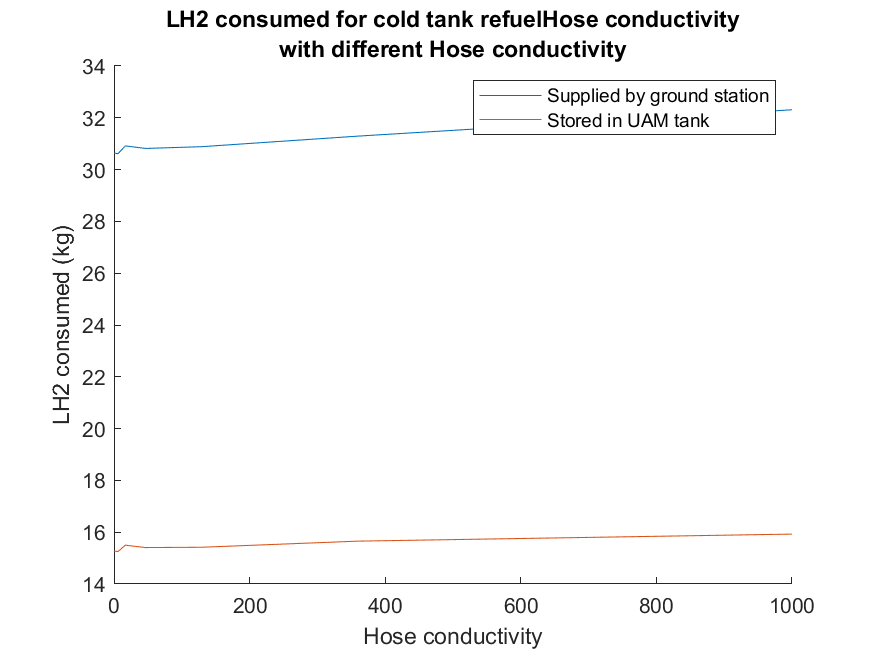 LH2 consumed for cold tank refuelHose conductivity
with different Hose conductivity
Supplied by ground station
Stored in UAM tank
LH2 consumed (kg)
34
32
30
28
26
24
22
20
18
16
14
0 200 400 600 800 1000
Hose conductivity